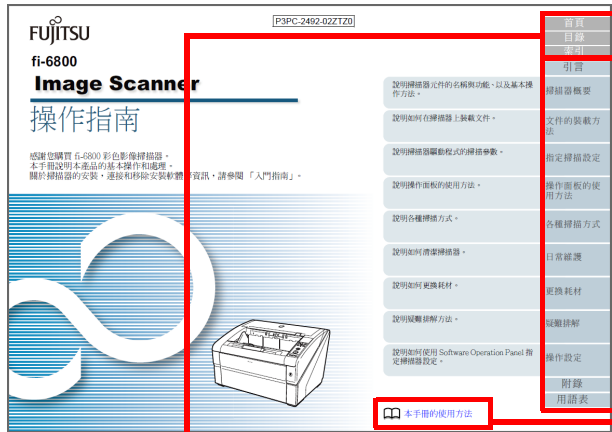 P3PC-2492-02ZTZ0
FUJITSU
fi-6800
Image Scanner
操作指南
感謝您購買 fi-6800 彩色影像掃描器。
本手冊說明本產品的基本操作和處理。
關於掃描器的安裝，連接和移除安裝軟體 資訊，請參閱 「入門指南」。
說明掃描器元件的名稱與功能、以及基本操
作方法。
說明如何在掃描器上裝載文件。
說明掃描器驅動程式的掃描參數。
說明操作面板的使用方法。
說明各種掃描方式。
說明如何清潔掃描器。
說明如何更換耗材。
說明疑難排解方法。
說明如何使用 Software Operation Panel 指
定掃描器設定。
本手冊的使用方法
首頁
目錄
索引
引言
掃描器概要
文件的裝載方
法
指定掃描設定
操作面板的使
用方法
各種掃描方式
日常維護
更換耗材
疑難排解
操作設定
附錄
用語表